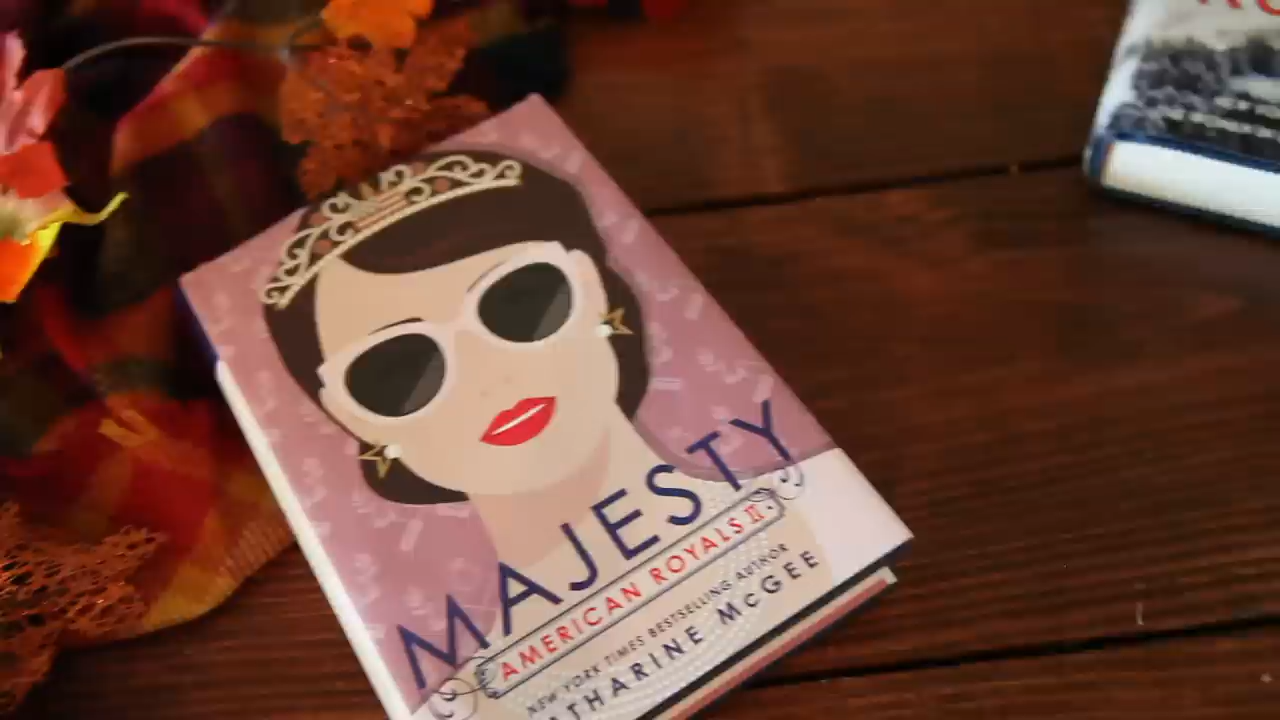 MAJESTY
AMERICAN ROYALS II
NEW YORK TIMES BESTSELLING AUTHOR
ATHARINE McGEE